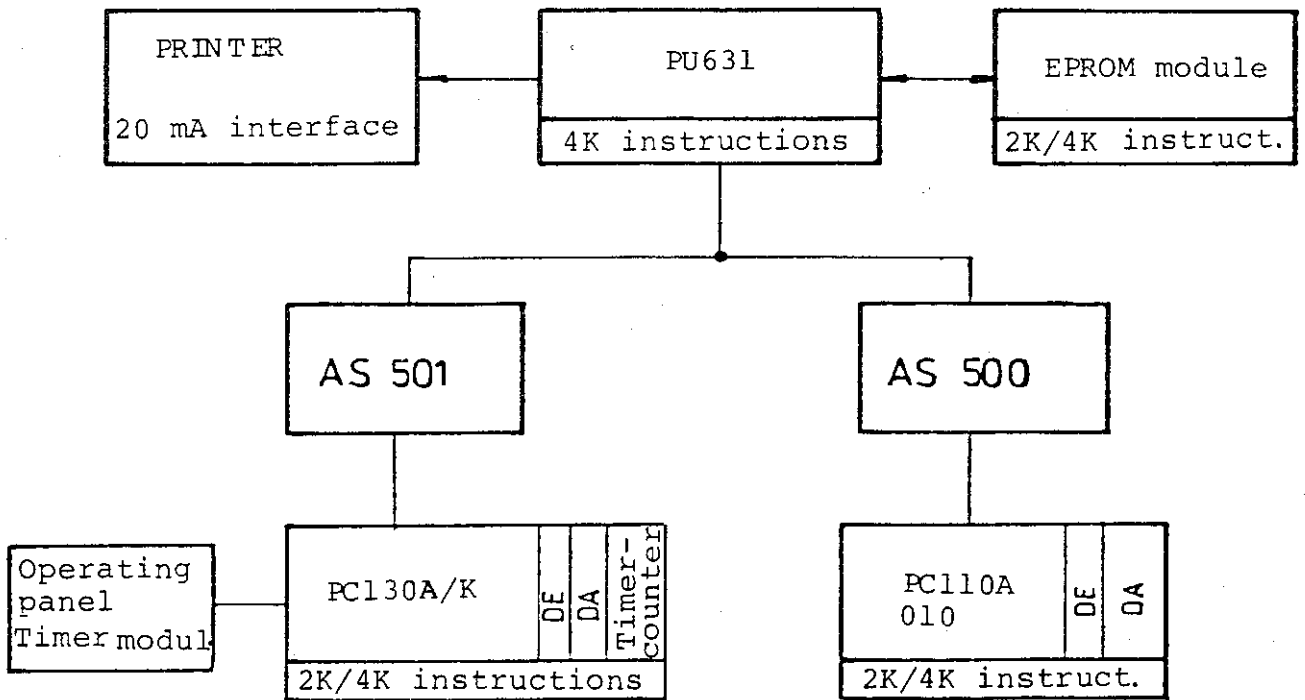 PRINTER
20 mA interface
PU631
4K instructions
EPROM module
2K/4K instruct.
AS 501
AS 500
Operating
panel
Timer modul
PC130A/K
DE
DA
Timer-
counter
2K/4K instructions
PC110A
010
DE
DA
2K/4K instruct.